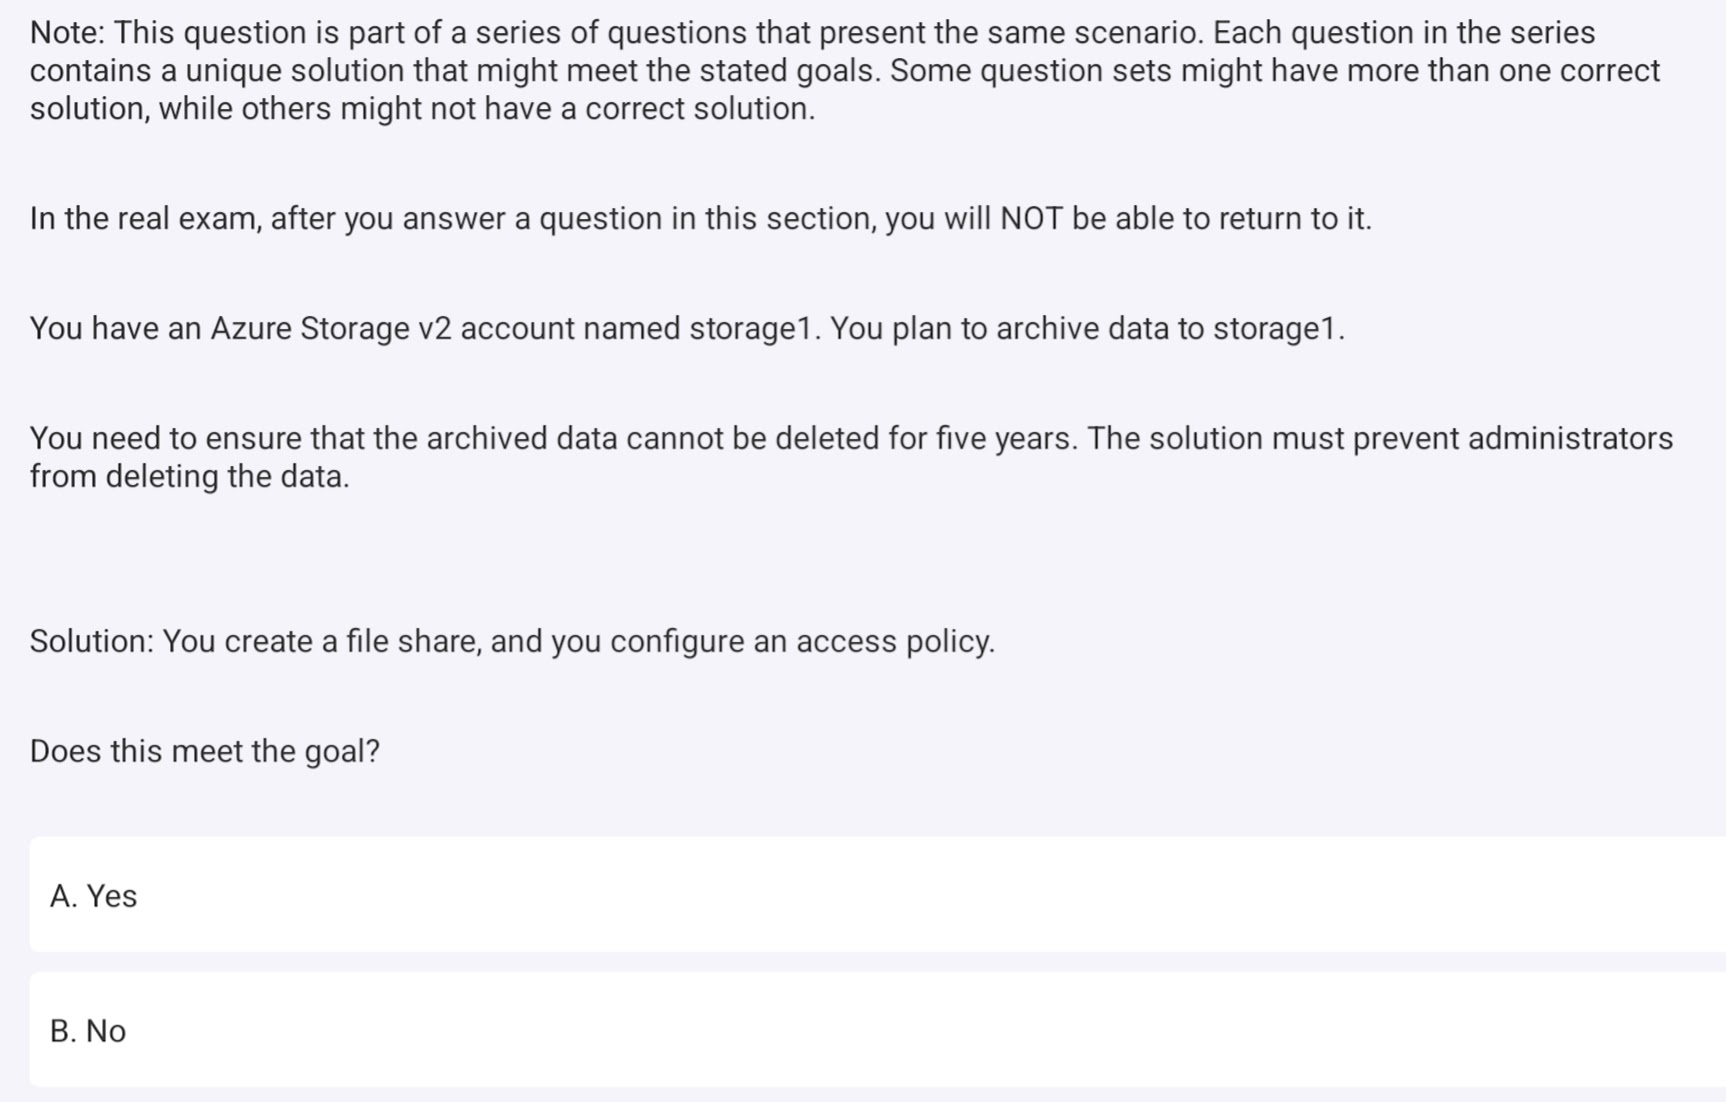 Note: This question is part of a series of questions that present the same scenario. Each question in the series
contains a unique solution that might meet the stated goals. Some question sets might have more than one correct
solution, while others might not have a correct solution.
In the real exam, after you answer a question in this section, you will NOT be able to return to it.
You have an Azure Storage v2 account named storage1. You plan to archive data to storage1.
You need to ensure that the archived data cannot be deleted for five years. The solution must prevent administrators
from deleting the data.
Solution: You create a file share, and you configure an access policy.
Does this meet the goal?
A. Yes
B. No